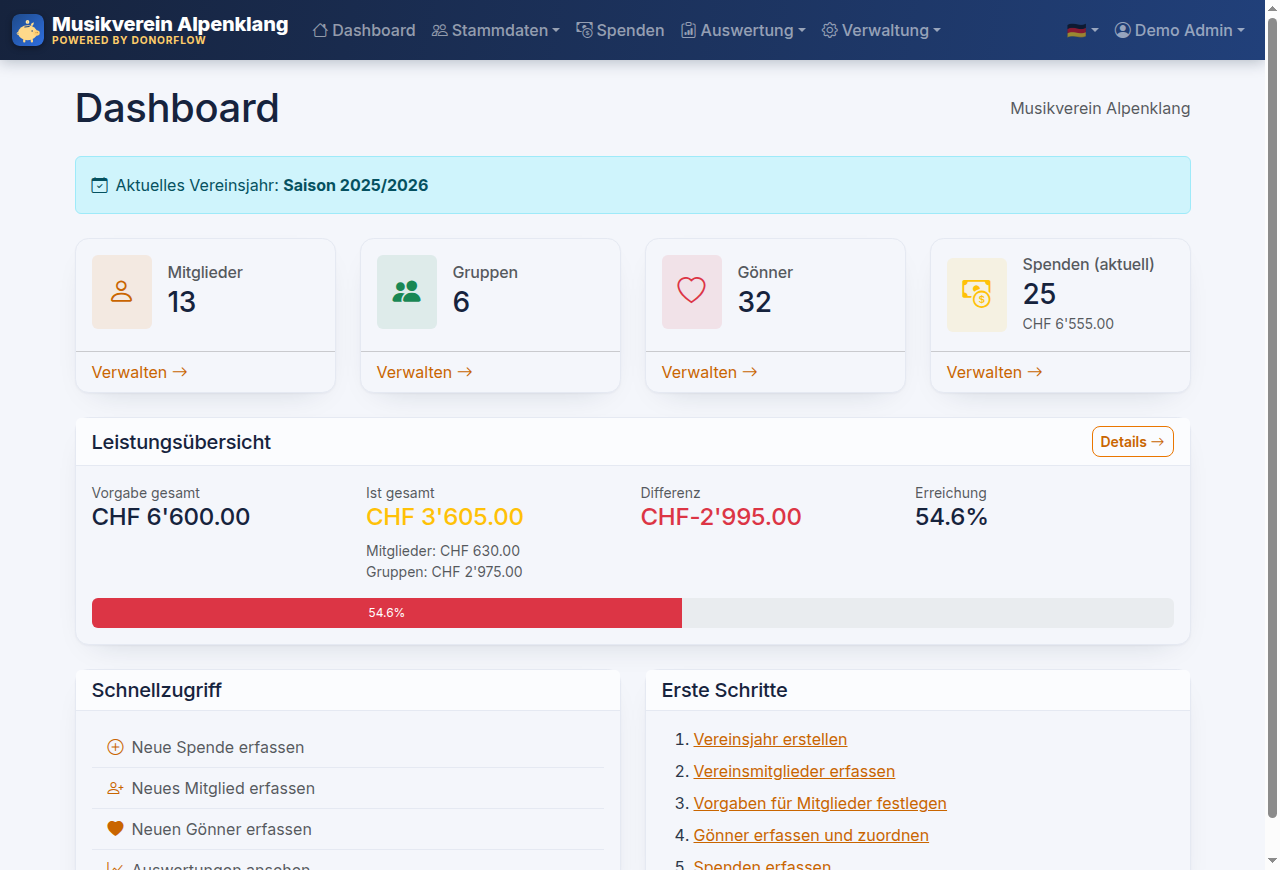 Musikverein Alpenklang
POWERED BY DONORFLOW
Dashboard
Stammdaten
Spenden
Auswertung
Verwaltung
Demo Admin
Dashboard
Musikverein Alpenklang
Aktuelles Vereinsjahr: Saison 2025/2026
Mitglieder
13
Verwalten →
Gruppen
6
Verwalten →
Gönner
32
Verwalten →
Spenden (aktuell)
25
CHF 6'555.00
Verwalten →
Leistungsübersicht
Details →
Vorgabe gesamt
CHF 6'600.00
Ist gesamt
CHF 3'605.00
Mitglieder: CHF 630.00
Gruppen: CHF 2'975.00
Differenz
CHF-2'995.00
Erreichung
54.6%
54.6%
Schnellzugriff
Neue Spende erfassen
Neues Mitglied erfassen
Neuen Gönner erfassen
Auswertungen ansehen
Erste Schritte
1. Vereinsjahr erstellen
2. Vereinsmitglieder erfassen
3. Vorgaben für Mitglieder festlegen
4. Gönner erfassen und zuordnen
5. Spenden erfassen